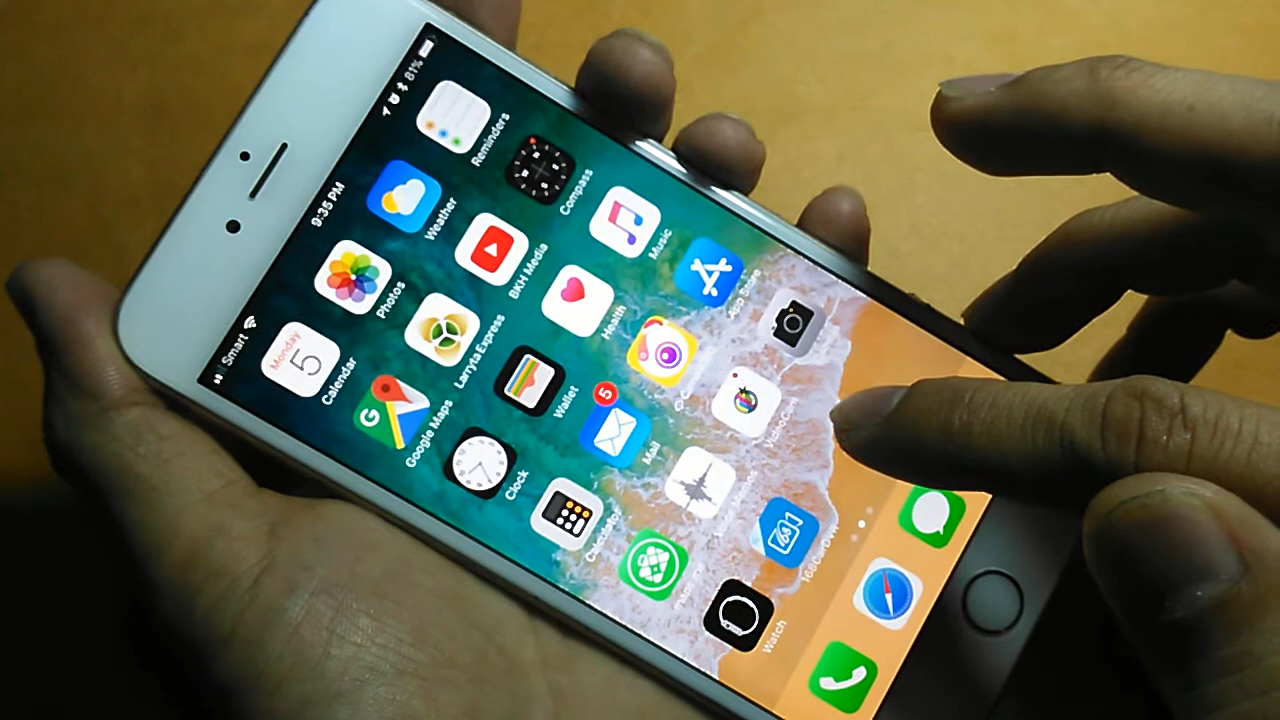 Smart
9:35 PM
81%
Monday
5
Calendar
Photos
Weather
Reminders
G
Google Maps
Larryta Express
BKH Media
N
E
S
W
Compass
Clock
Wallet
Health
Music
5
Mail
App Store
168
Watch